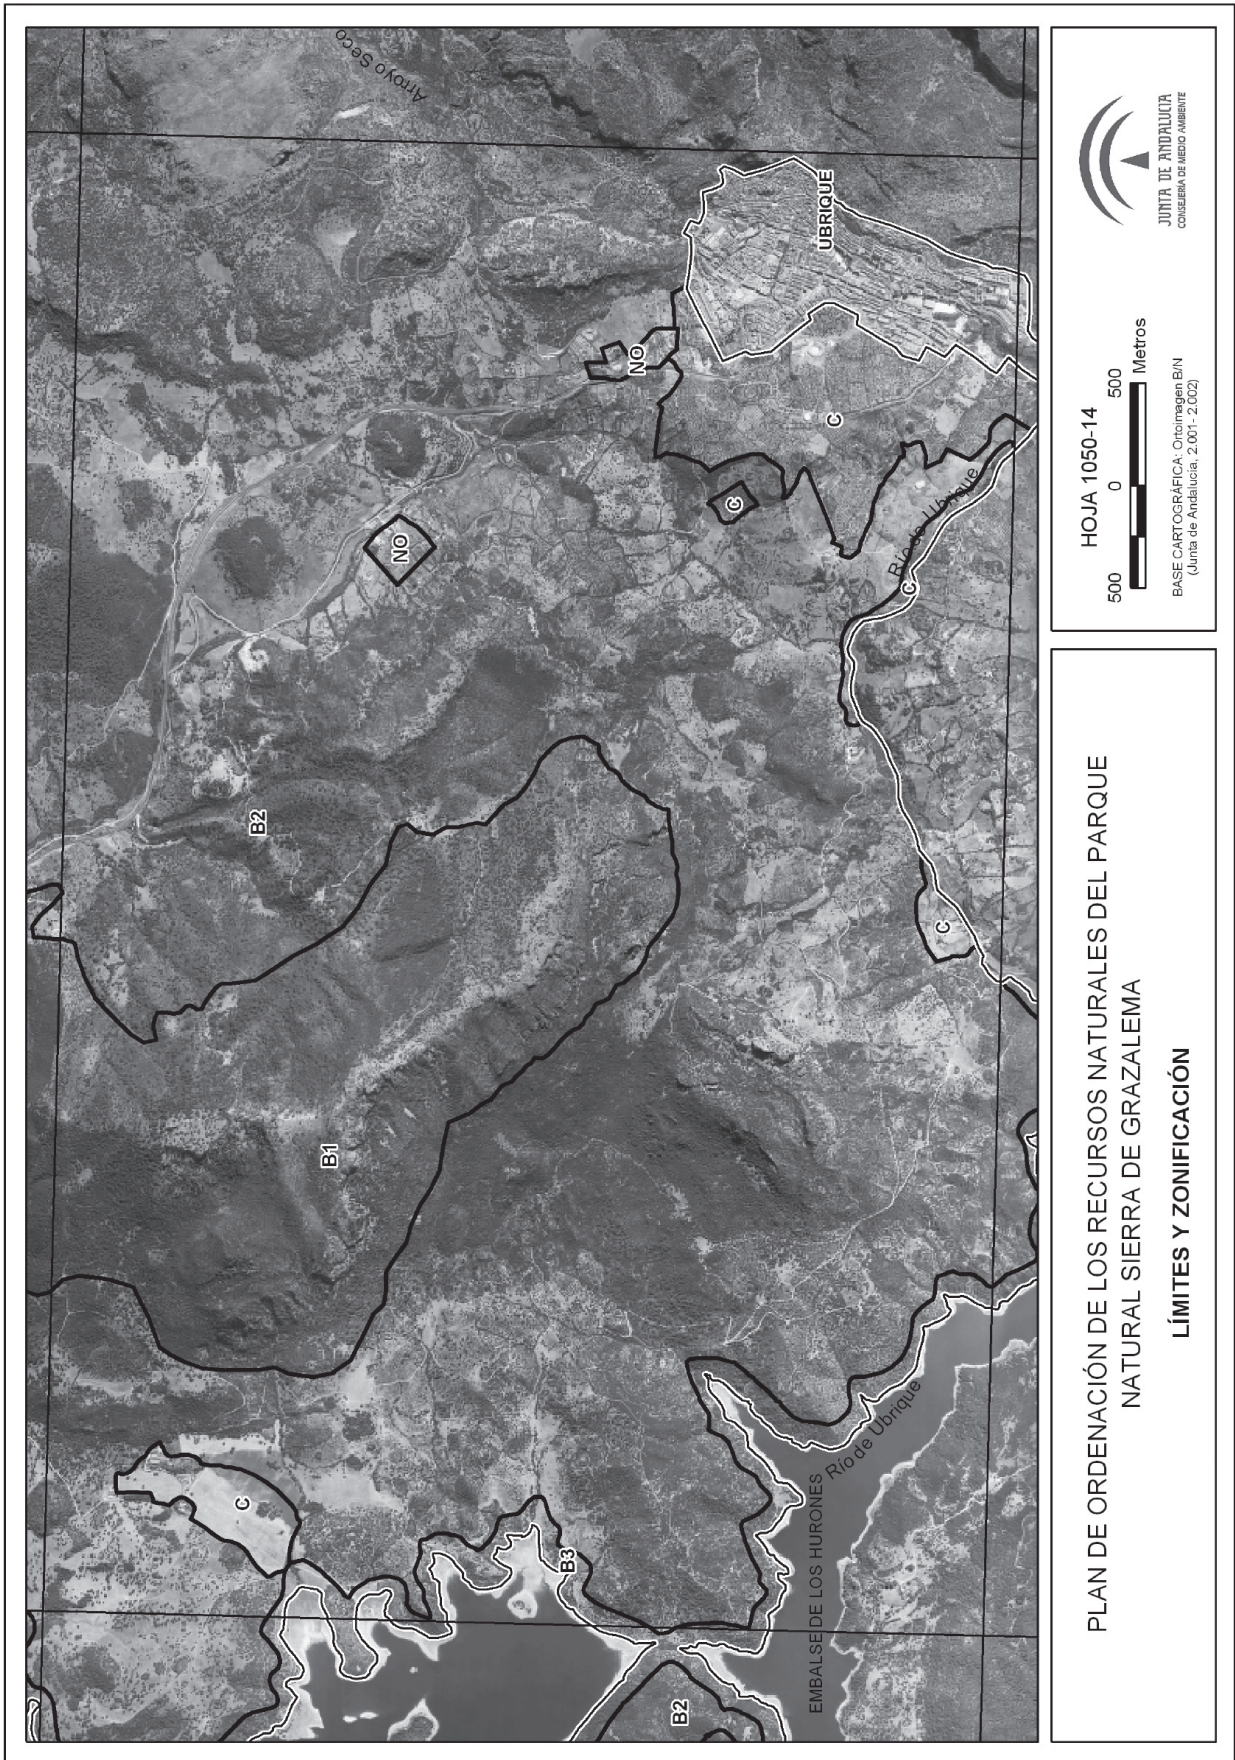 Arroyo Seco
UBRIQUE
NO
NO
C
C
Río de Ubrique
C
B2
C
B1
C
B3
Río de Ubrique
EMBALSE DE LOS HURONES
B2
PLAN DE ORDENACIÓN DE LOS RECURSOS NATURALES DEL PARQUE
NATURAL SIERRA DE GRAZALEMA
LÍMITES Y ZONIFICACIÓN
HOJA 1050-14
500 0 500
Metros
BASE CARTOGRÁFICA: Ortoimagen B/N
(Junta de Andalucía, 2.001- 2.002)
JUNTA DE ANDALUCIA
CONSEJERÍA DE MEDIO AMBIENTE